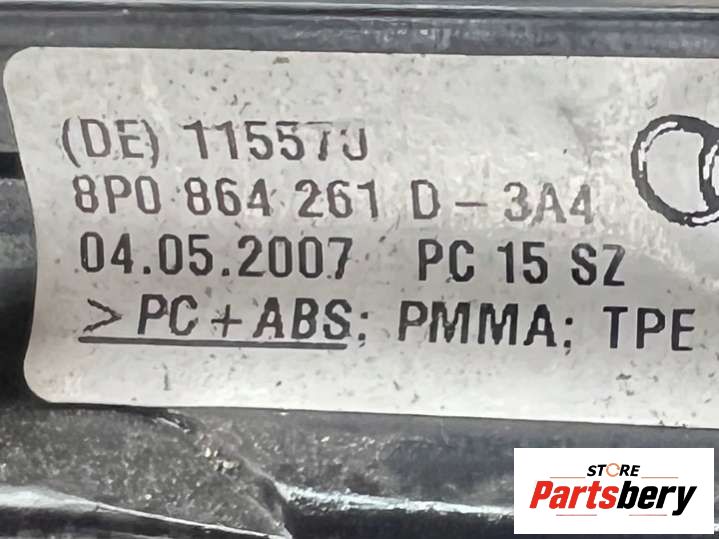 (DE) 115570
8P0 864 261 D - 3A4
04.05.2007 PC 15 SZ
>PC + ABS; PMMA; TPE
STORE
Partsbery